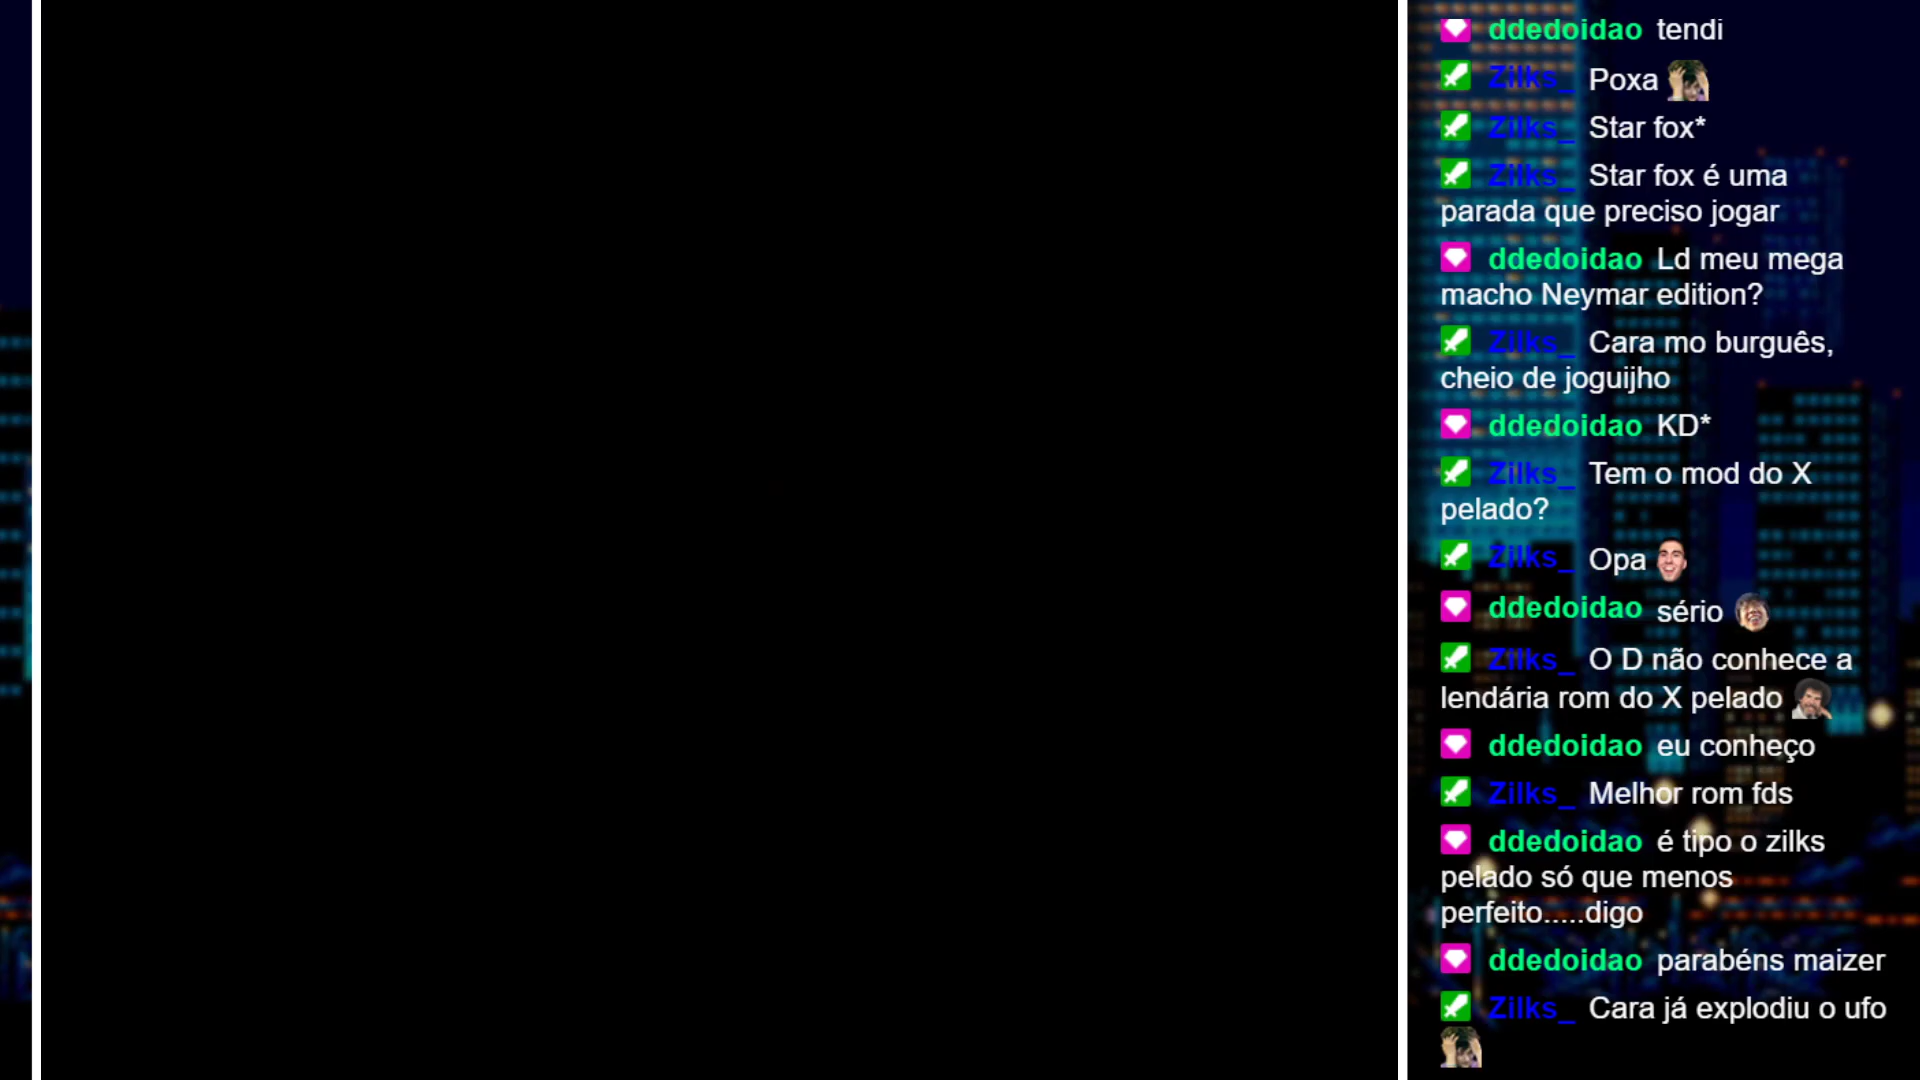 ddedoidao tendi
Zilks_ Poxa
Zilks_ Star fox*
Zilks_ Star fox é uma
parada que preciso jogar
ddedoidao Ld meu mega
macho Neymar edition?
Zilks_ Cara mo burguês,
cheio de joguijho
ddedoidao KD*
Zilks_ Tem o mod do X
pelado?
Zilks_ Opa
ddedoidao sério
Zilks_ O D não conhece a
lendária rom do X pelado
ddedoidao eu conheço
Zilks_ Melhor rom fds
ddedoidao é tipo o zilks
pelado só que menos
perfeito.....digo
ddedoidao parabéns maizer
Zilks_ Cara já explodiu o ufo